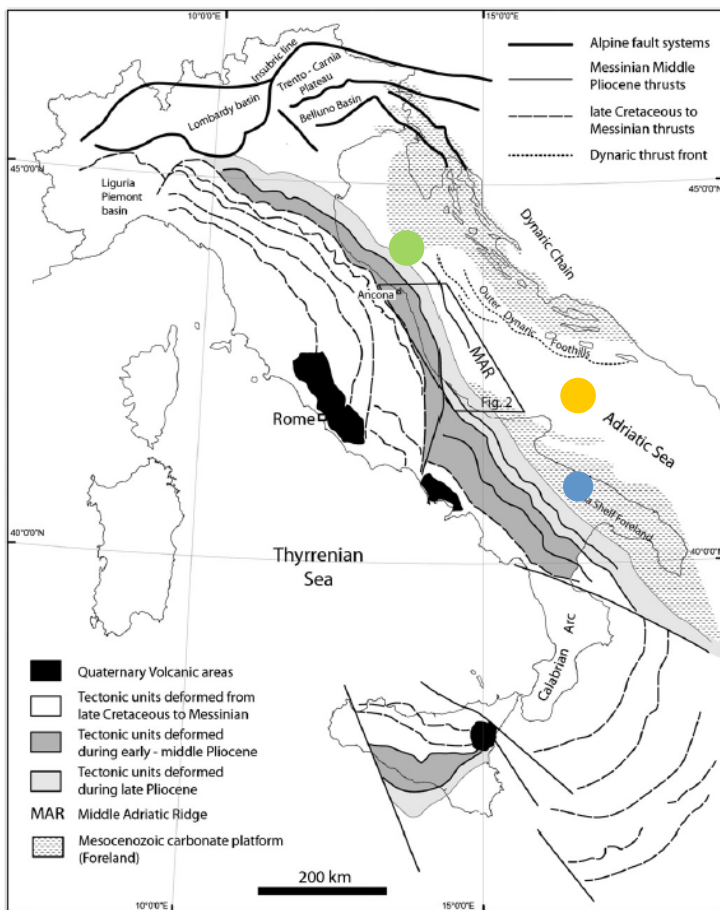 10°0'0"E
15°0'0"E
Alpine fault systems
Messinian Middle
Pliocene thrusts
late Cretaceous to
Messinian thrusts
Dynaric thrust front
Insubric line
Trento - Carnia
Plateau
Lombardy basin
Belluno Basin
45°0'0"N
45°0'0"N
Liguria
Piemont
basin
Dynaric Chain
Ancona
Outer Dynaric Foothills
MAR
Fig. 2
Rome
Adriatic Sea
Shelf Foreland
40°0'0"N
40°0'0"N
Thyrrenian
Sea
Calabrian Arc
Quaternary Volcanic areas
Tectonic units deformed from
late Cretaceous to Messinian
Tectonic units deformed
during early - middle Pliocene
Tectonic units deformed
during late Pliocene
MAR Middle Adriatic Ridge
Mesocenozoic carbonate platform
(Foreland)
200 km
10°0'0"E
15°0'0"E